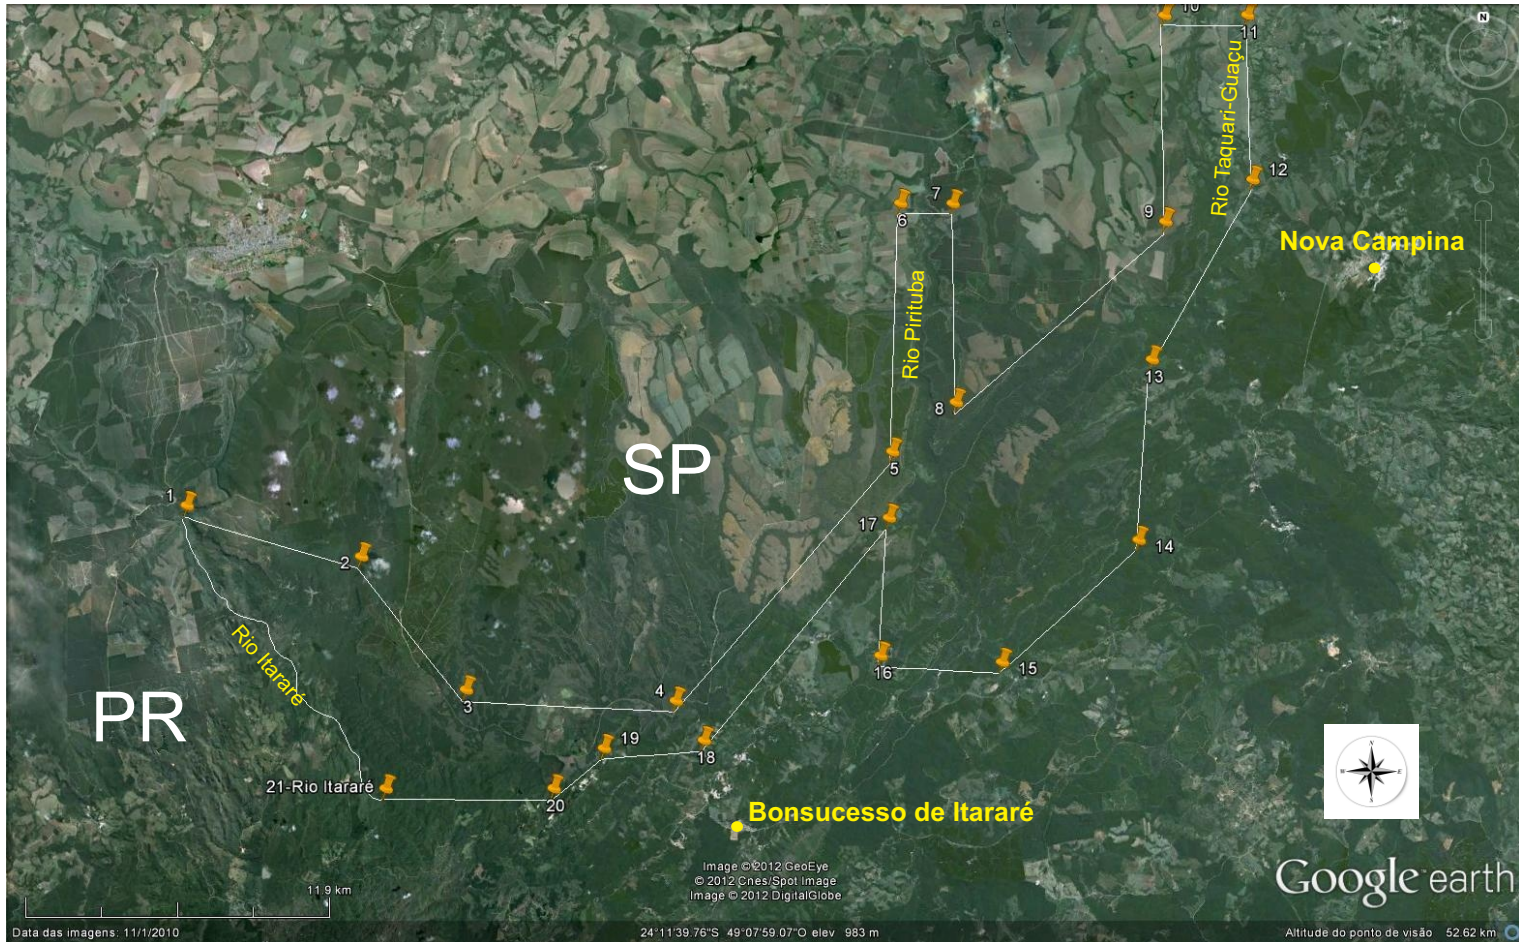 10
11
N
Rio Taquari-Guaçu
12
7
6
9
Nova Campina
Rio Pirituba
13
8
SP
5
1
17
14
2
Rio Itararé
16
15
4
3
PR
19
18
21-Rio Itararé
20
Bonsucesso de Itararé
N
W E
S
Image © 2012 GeoEye
© 2012 Cnes/Spot Image
Image © 2012 DigitalGlobe
Google earth
11.9 km
Data das imagens: 11/1/2010
24°11'39.76"S 49°07'59.07"O elev 983 m
Altitude do ponto de visão 52.62 km